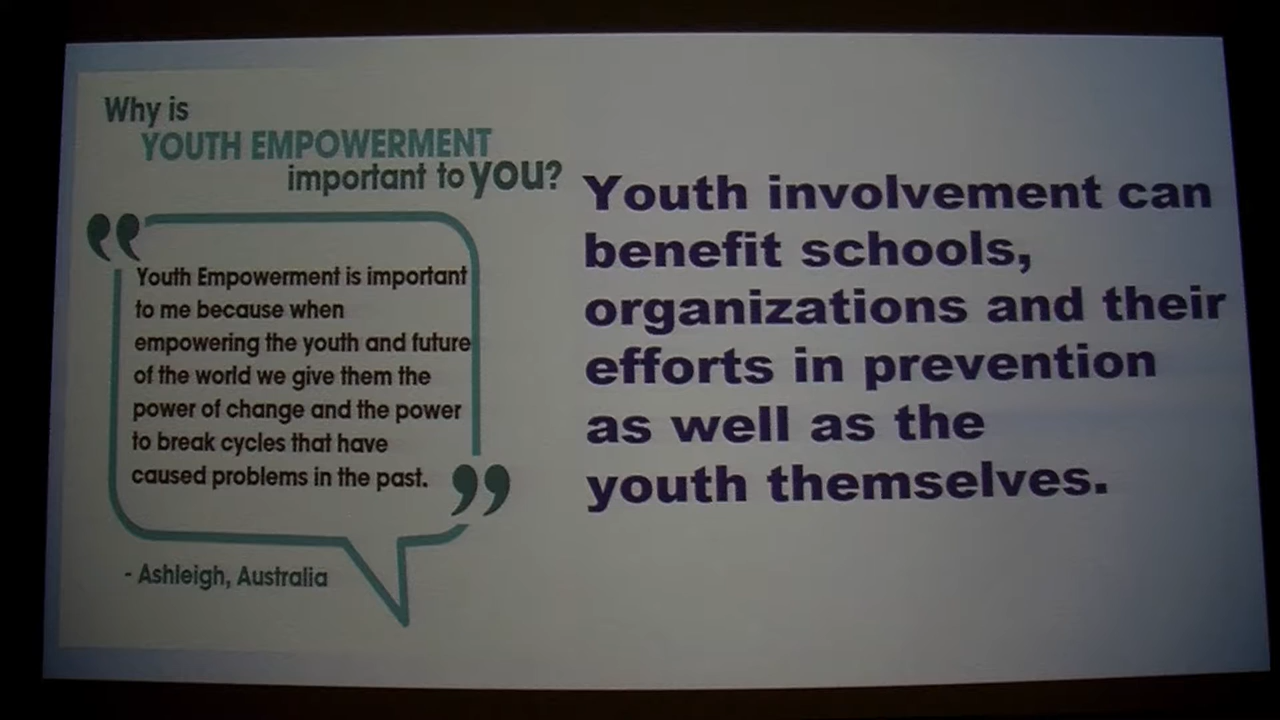 Why is
YOUTH EMPOWERMENT
important to you?
“
Youth Empowerment is important
to me because when
empowering the youth and future
of the world we give them the
power of change and the power
to break cycles that have
caused problems in the past.
”
- Ashleigh, Australia
Youth involvement can
benefit schools,
organizations and their
efforts in prevention
as well as the
youth themselves.